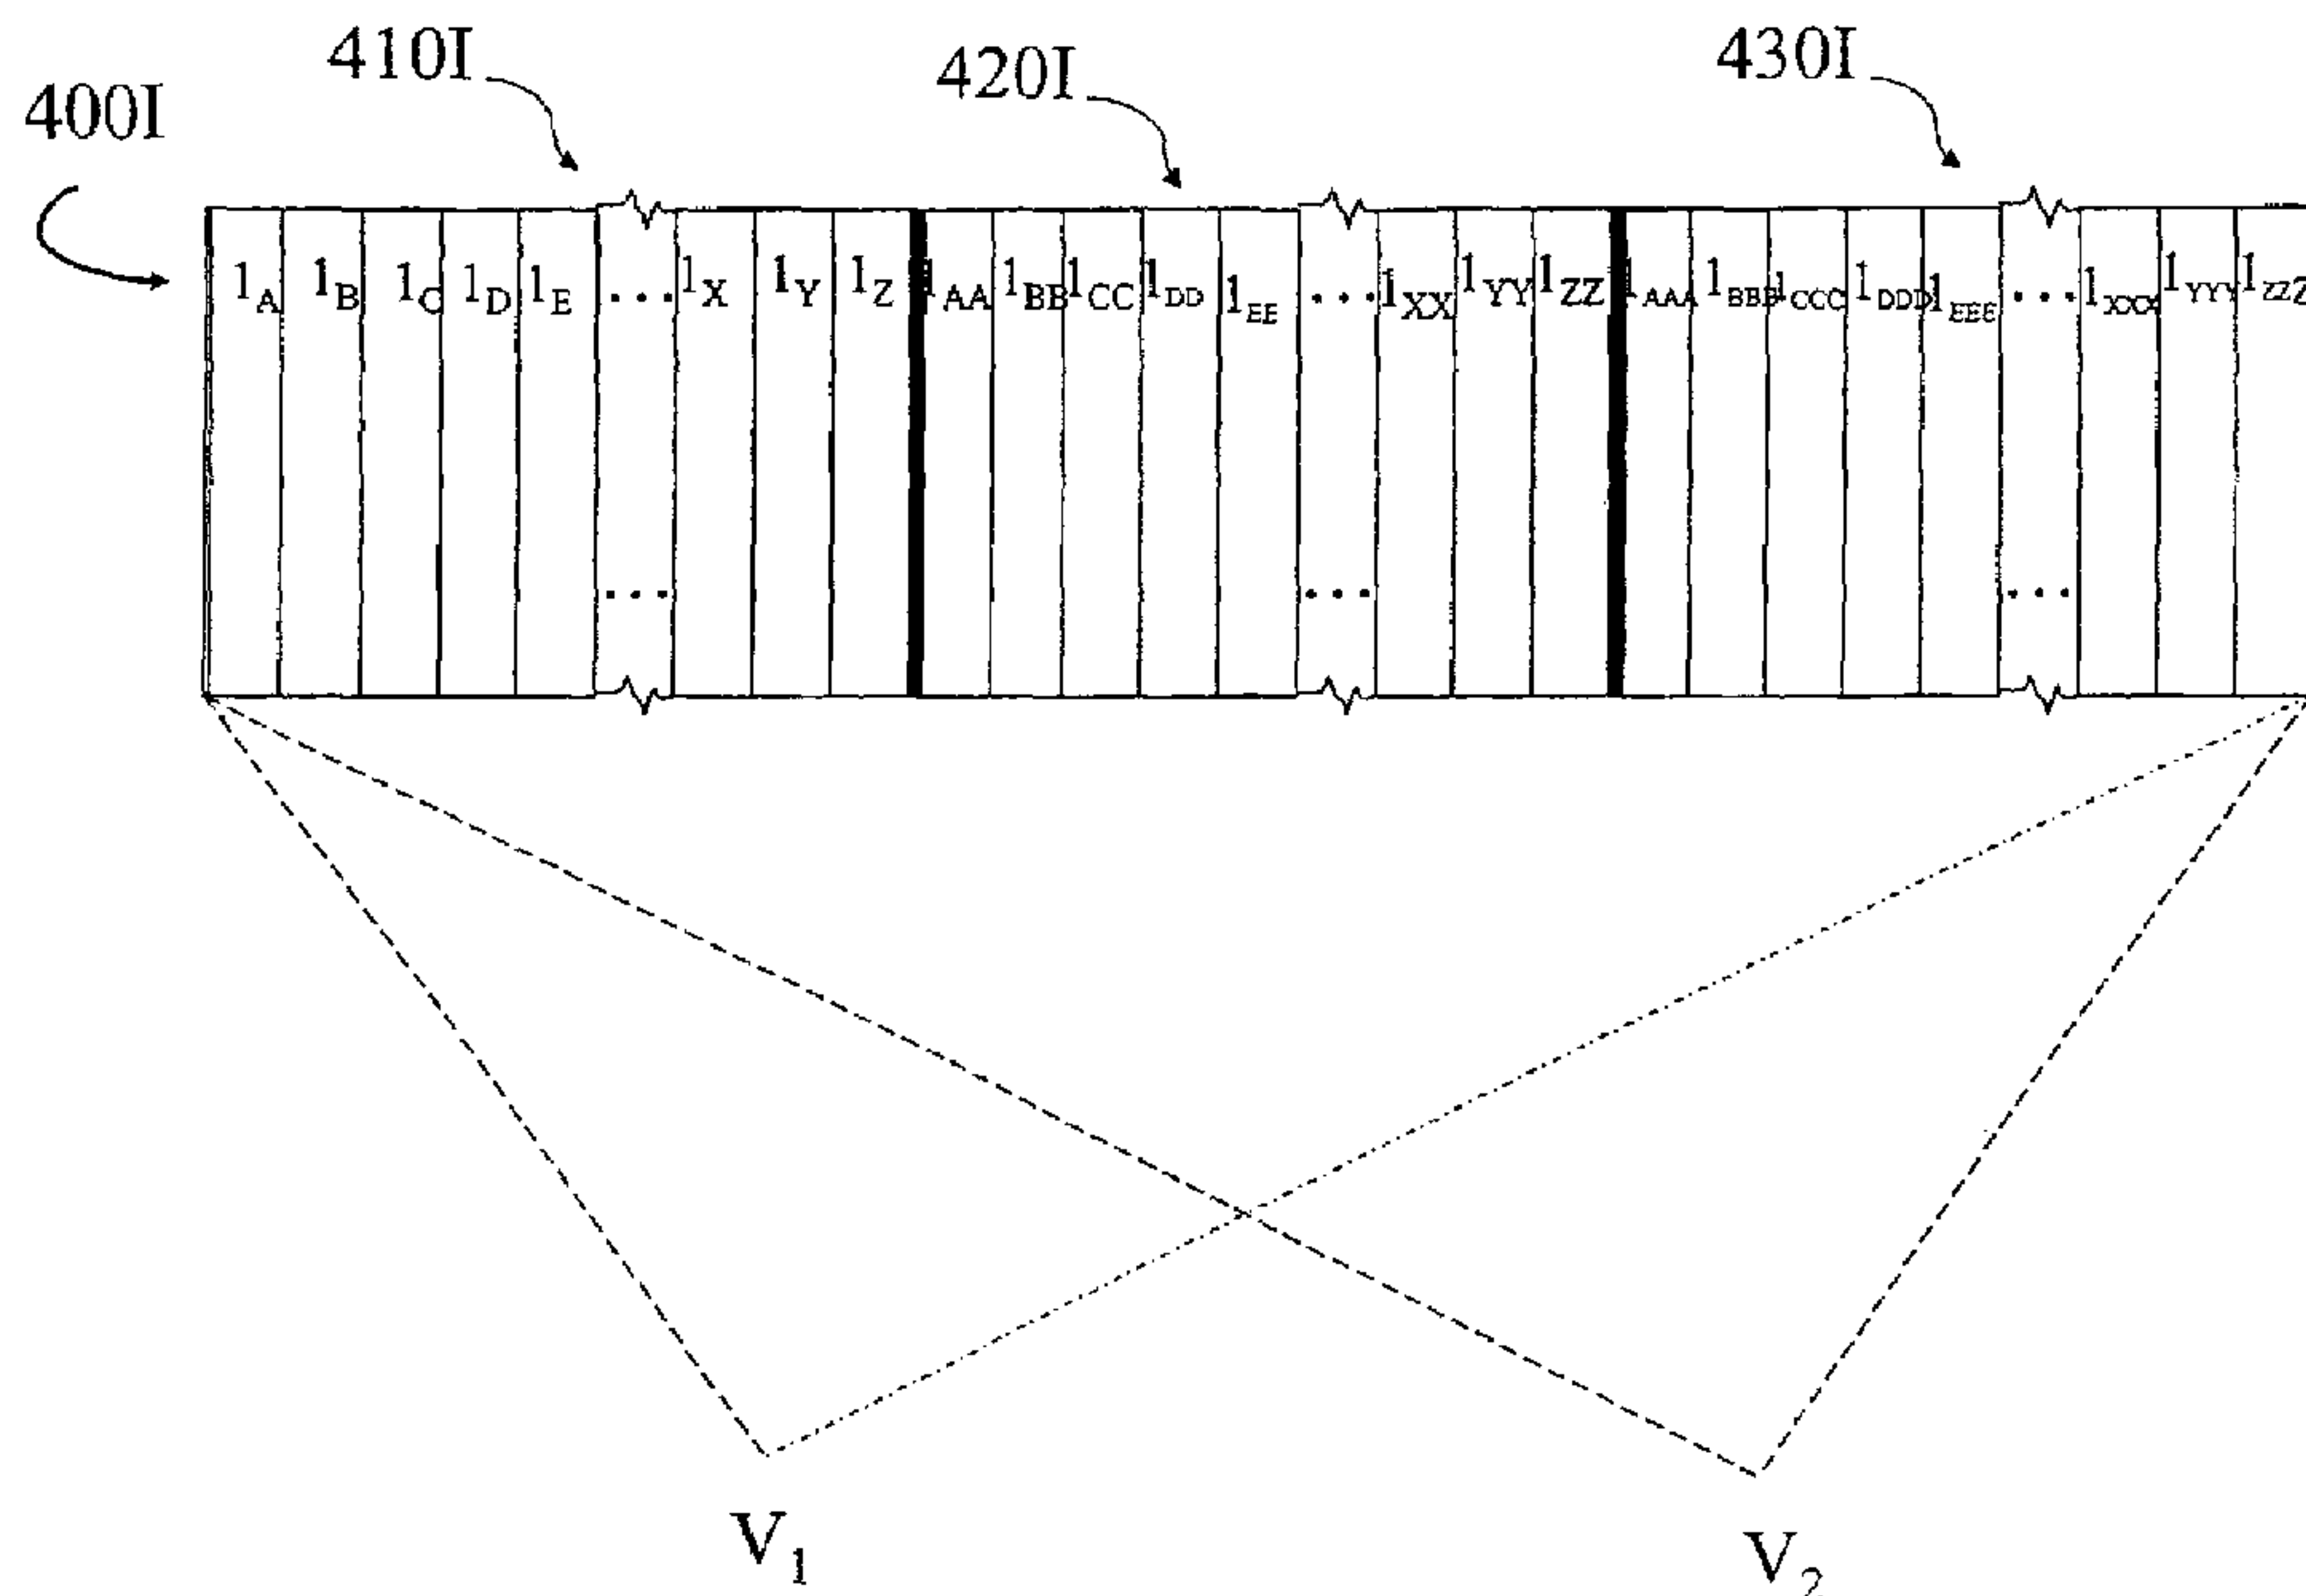 400I
410I
420I
430I
1A 1B 1C 1D 1E ... 1X 1Y 1Z 1AA 1BB 1CC 1DD 1EE ... 1XX 1YY 1ZZ 1AAA 1BBB 1CCC 1DDD 1EEE ... 1XXX 1YYY 1ZZZ
... ... ...
V1
V2